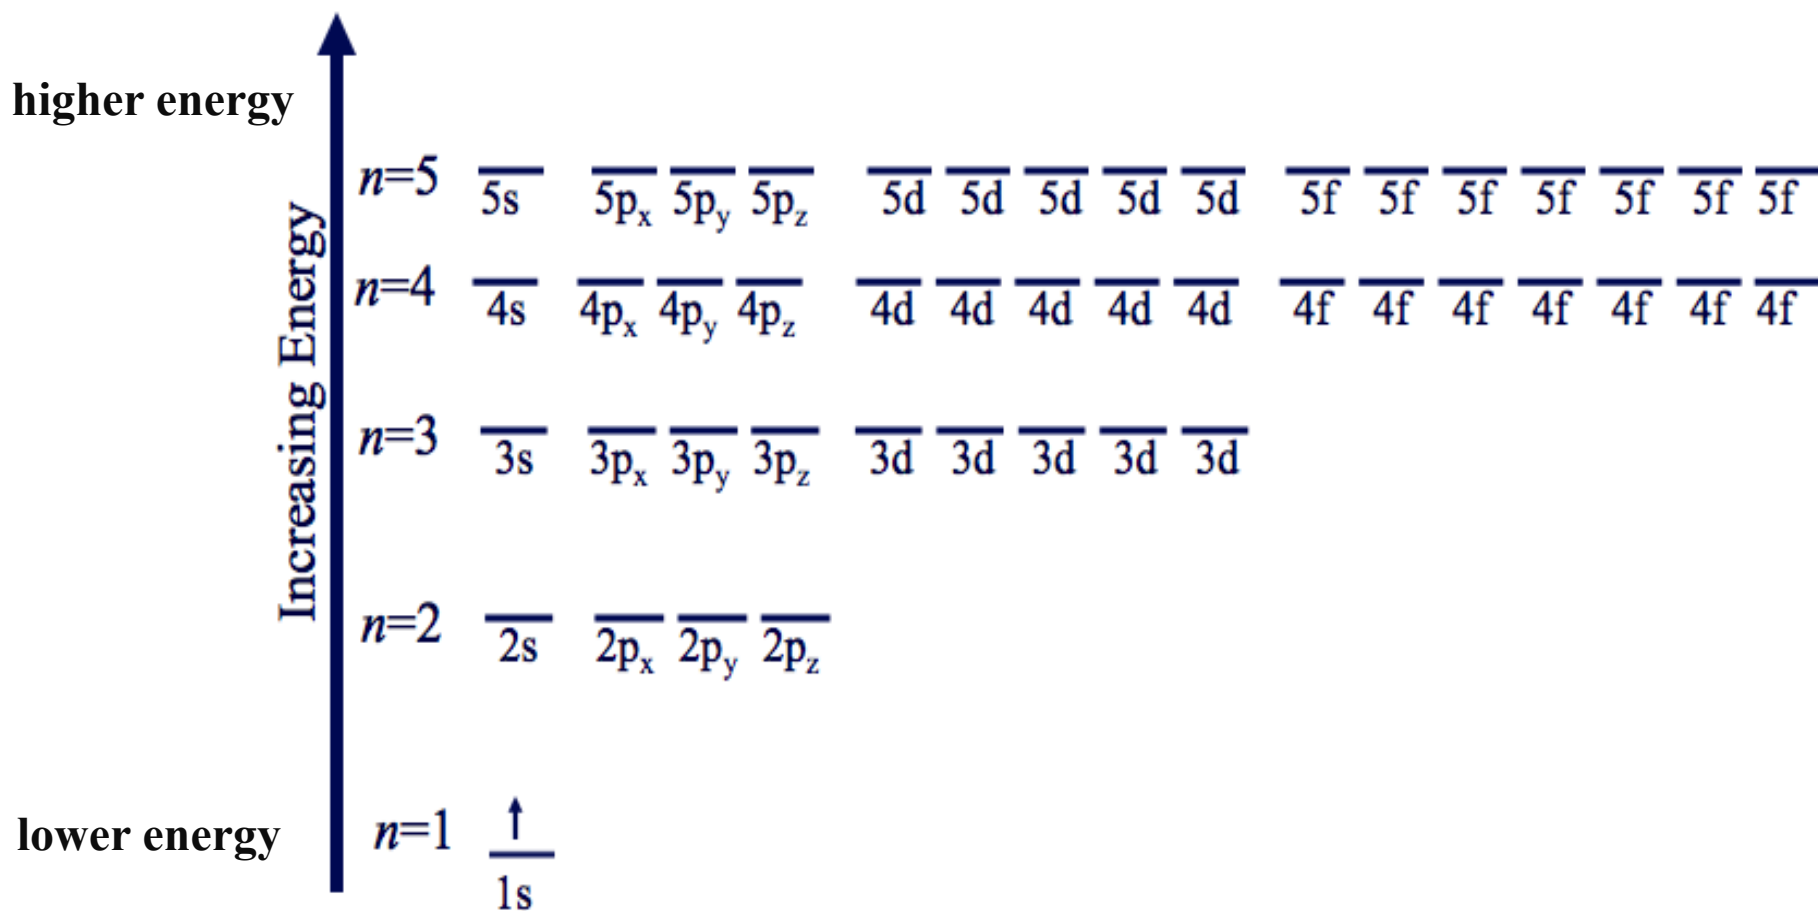 higher energy
Increasing Energy
n=5 5s 5px 5py 5pz 5d 5d 5d 5d 5d 5f 5f 5f 5f 5f 5f 5f
n=4 4s 4px 4py 4pz 4d 4d 4d 4d 4d 4f 4f 4f 4f 4f 4f 4f
n=3 3s 3px 3py 3pz 3d 3d 3d 3d 3d
n=2 2s 2px 2py 2pz
lower energy
n=1 1s